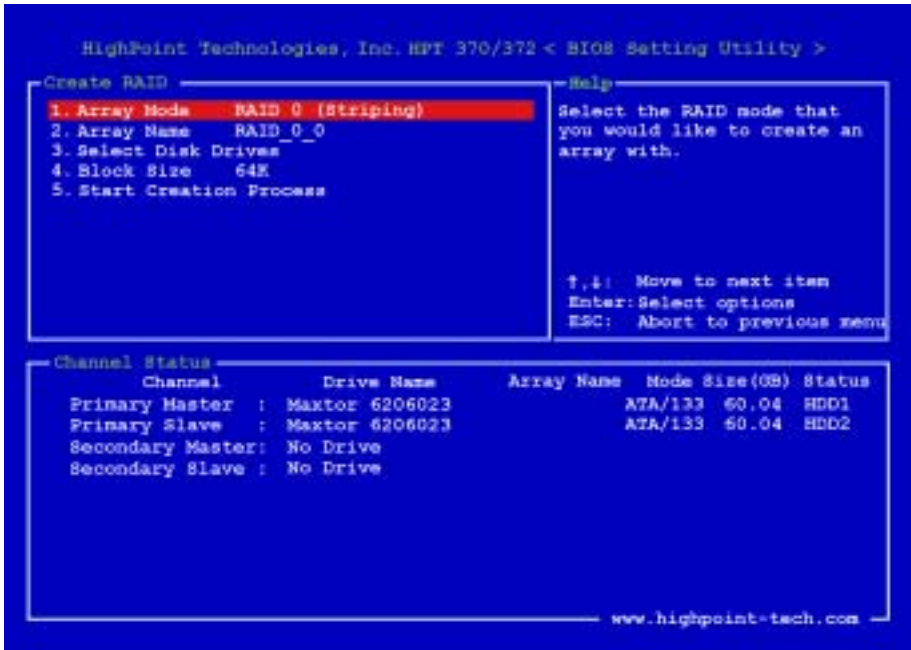 HighPoint Technologies, Inc. HPT 370/372 < BIOS Setting Utility >
Create RAID
1. Array Mode RAID 0 (Striping)
2. Array Name RAID_0_0
3. Select Disk Drives
4. Block Size 64K
5. Start Creation Process
Help
Select the RAID mode that
you would like to create an
array with.
↑,↓: Move to next item
Enter: Select options
ESC: Abort to previous menu
Channel Status
Channel Drive Name Array Name Mode Size(GB) Status
Primary Master : Maxtor 6206023 ATA/133 60.04 HDD1
Primary Slave : Maxtor 6206023 ATA/133 60.04 HDD2
Secondary Master: No Drive
Secondary Slave : No Drive
www.highpoint-tech.com